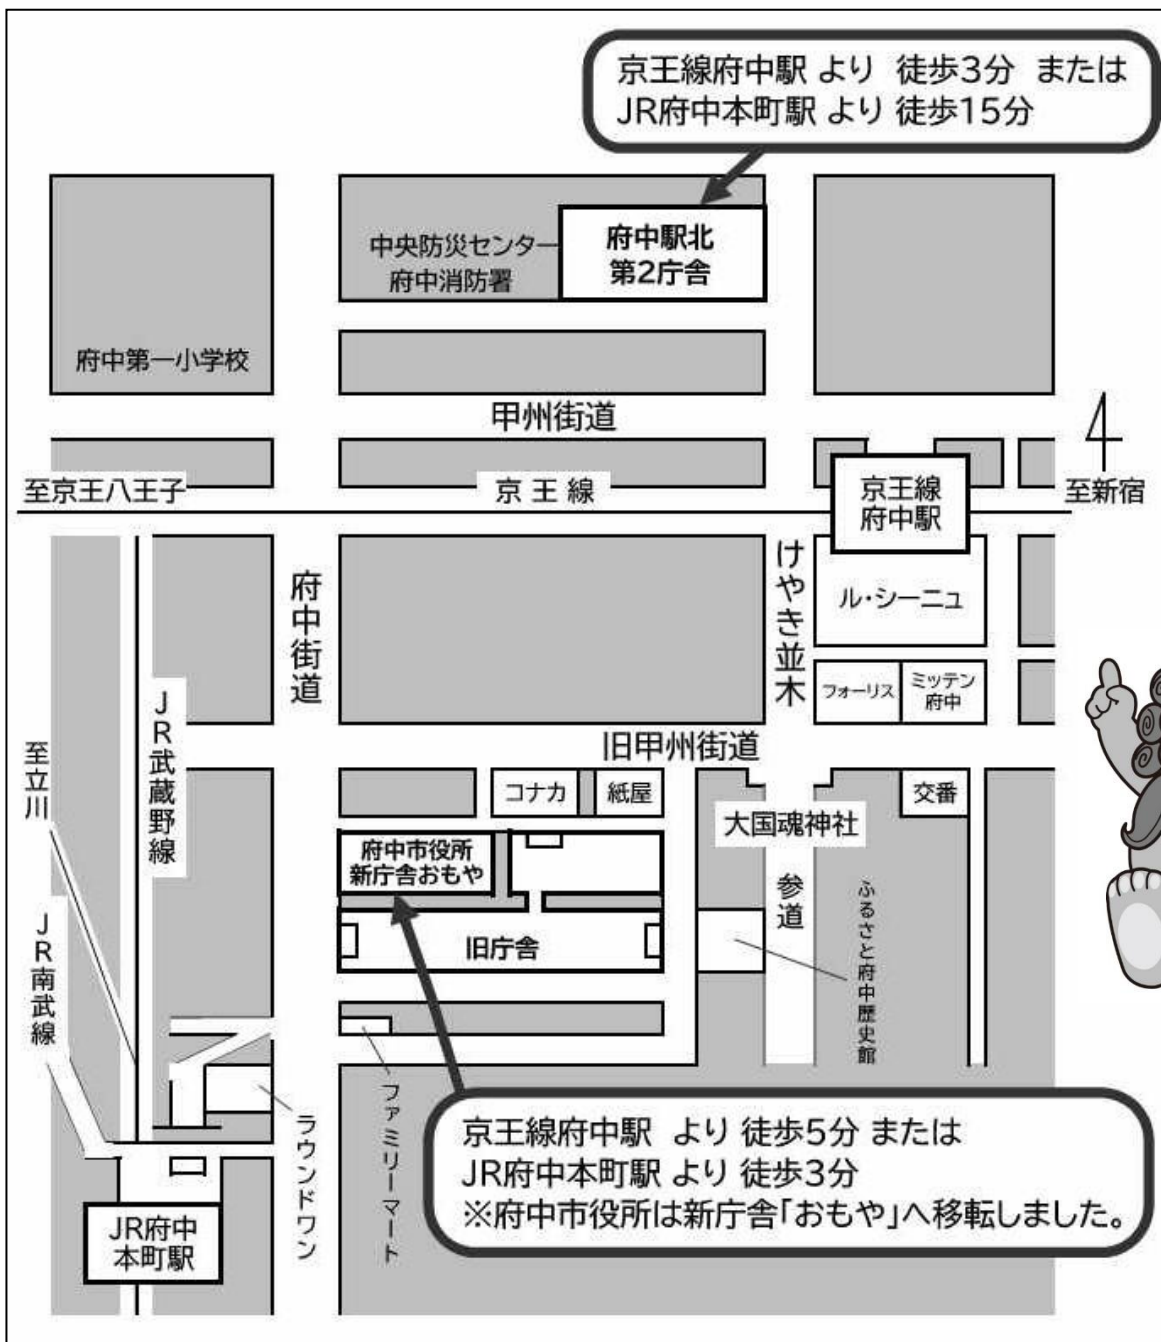 京王線府中駅 より 徒歩3分 または
JR府中本町駅 より 徒歩15分
中央防災センター
府中消防署
府中駅北
第2庁舎
府中第一小学校
甲州街道
至京王八王子
京王線
京王線
府中駅
至新宿
府中街道
けやき並木
ル・シーニュ
フォーリス
ミッテン
府中
JR武蔵野線
至立川
旧甲州街道
コナカ
紙屋
交番
大国魂神社
参道
府中市役所
新庁舎おもや
旧庁舎
ふるさと府中歴史館
JR南武線
ファミリーマート
ラウンドワン
JR府中
本町駅
京王線府中駅 より 徒歩5分 または
JR府中本町駅 より 徒歩3分
※府中市役所は新庁舎「おもや」へ移転しました。